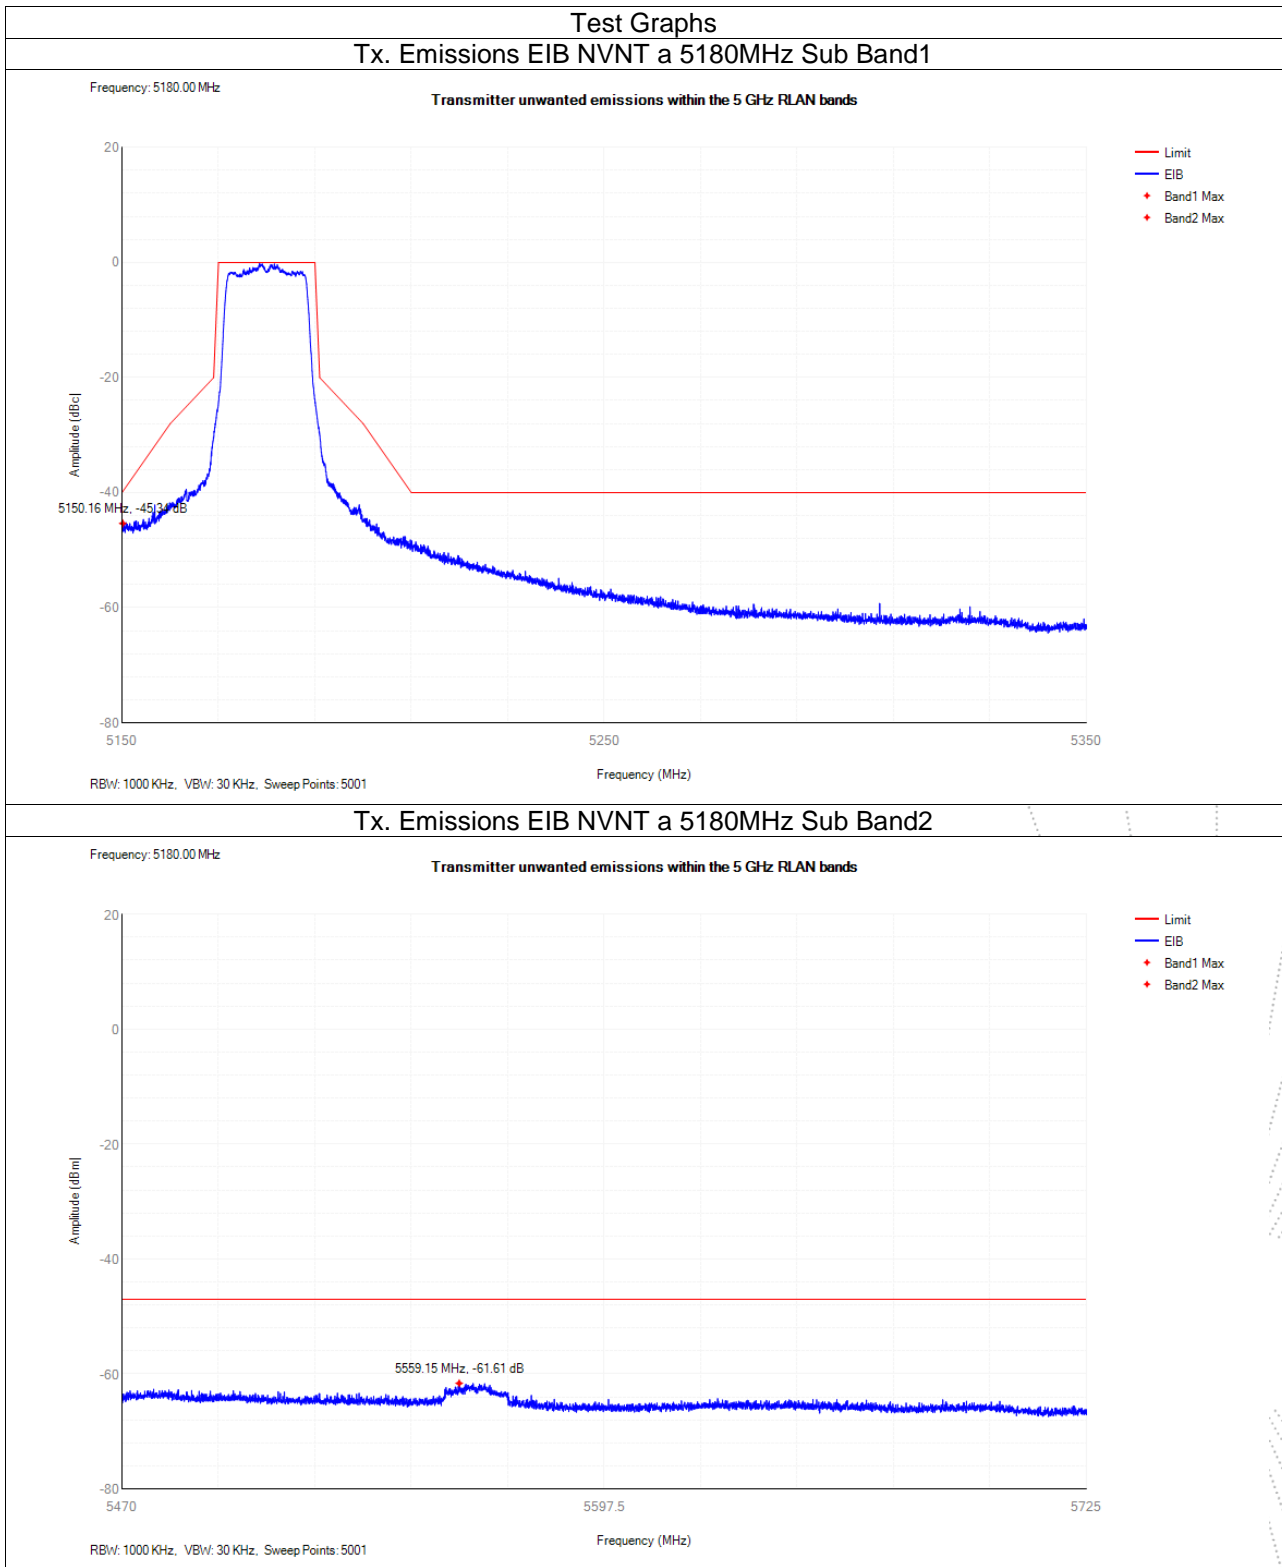 Test Graphs
Tx. Emissions EIB NVNT a 5180MHz Sub Band1
Frequency: 5180.00 MHz
Transmitter unwanted emissions within the 5 GHz RLAN bands
20
0
-20
-40
-60
-80
Amplitude [dBc]
5150.16 MHz, -45.34 dB
Limit
EIB
Band1 Max
Band2 Max
5150
5250
5350
Frequency (MHz)
RBW: 1000 KHz, VBW: 30 KHz, Sweep Points: 5001
Tx. Emissions EIB NVNT a 5180MHz Sub Band2
Frequency: 5180.00 MHz
Transmitter unwanted emissions within the 5 GHz RLAN bands
20
0
-20
-40
-60
-80
Amplitude [dBm]
5559.15 MHz, -61.61 dB
Limit
EIB
Band1 Max
Band2 Max
5470
5597.5
5725
Frequency (MHz)
RBW: 1000 KHz, VBW: 30 KHz, Sweep Points: 5001